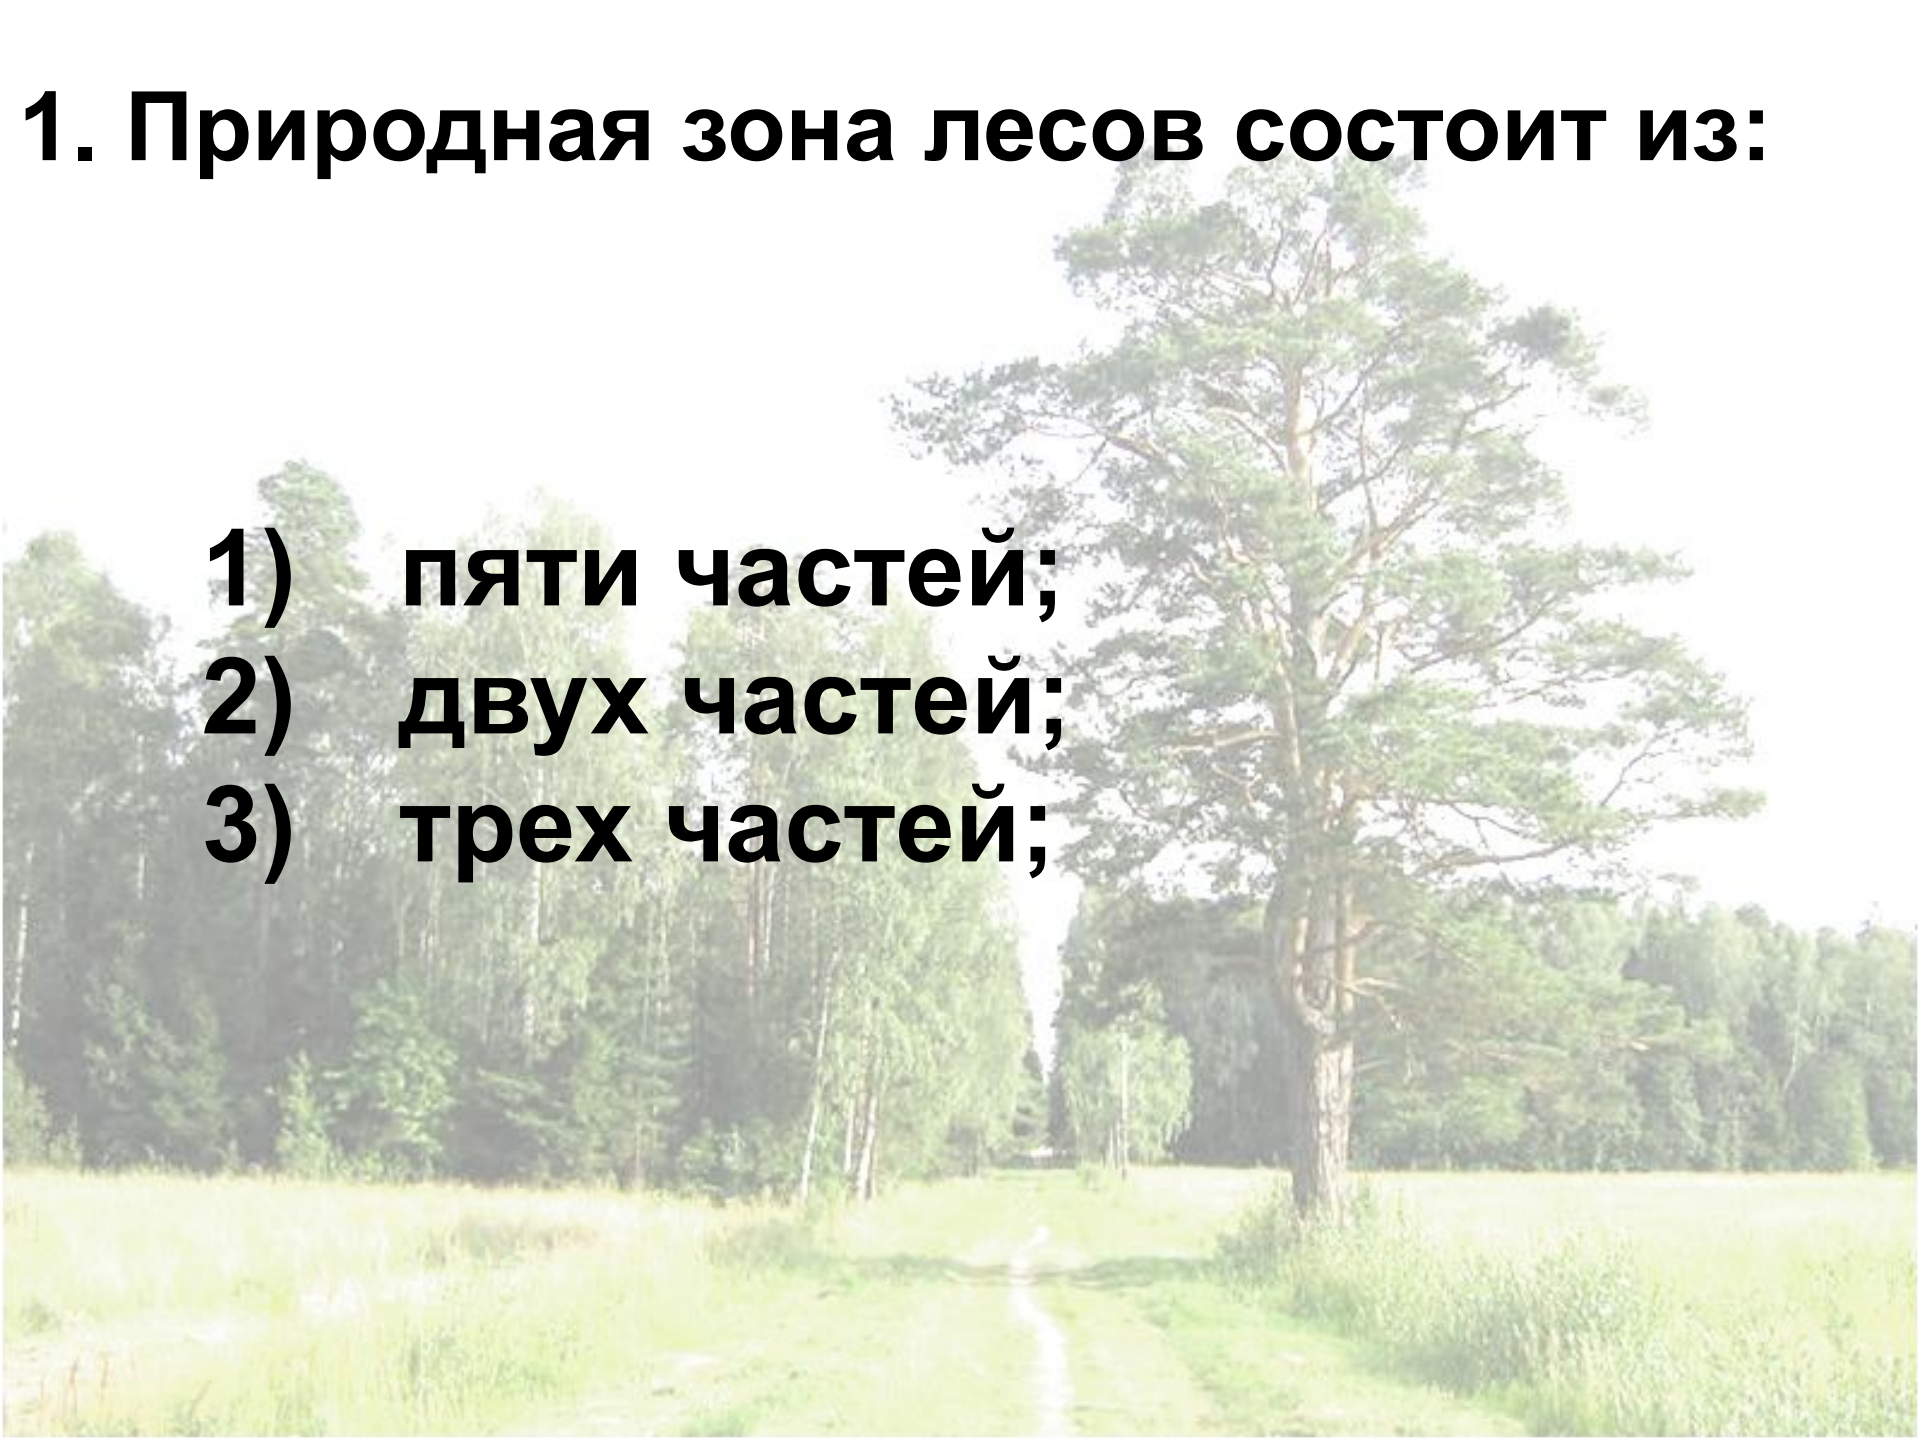 1. Природная зона лесов состоит из:
1) пяти частей;
2) двух частей;
3) трех частей;